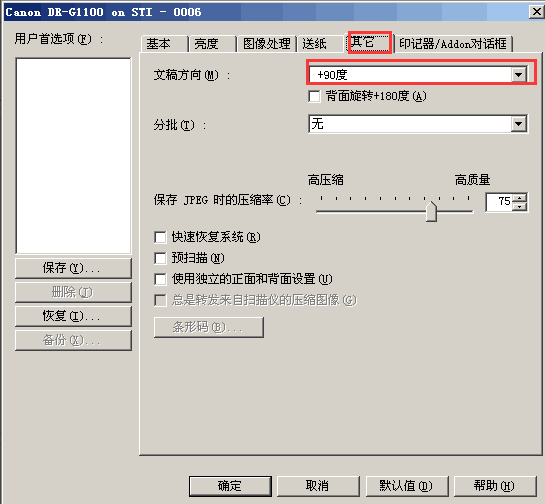 Canon DR-G1100 on STI - 0006
用户首选项(F) :
基本 亮度 图像处理 送纸 其它 印记器/Addon对话框
文稿方向(M) : +90度
背面旋转+180度(A)
分批(T) : 无
高压缩 高质量
保存 JPEG 时的压缩率(C) : 75
快速恢复系统(R)
预扫描(N)
使用独立的正面和背面设置(U)
总是转发来自扫描仪的压缩图像(G)
条形码(B)...
保存(Y)...
删除(J)
恢复(I)...
备份(X)...
确定 取消 默认值(D) 帮助(H)